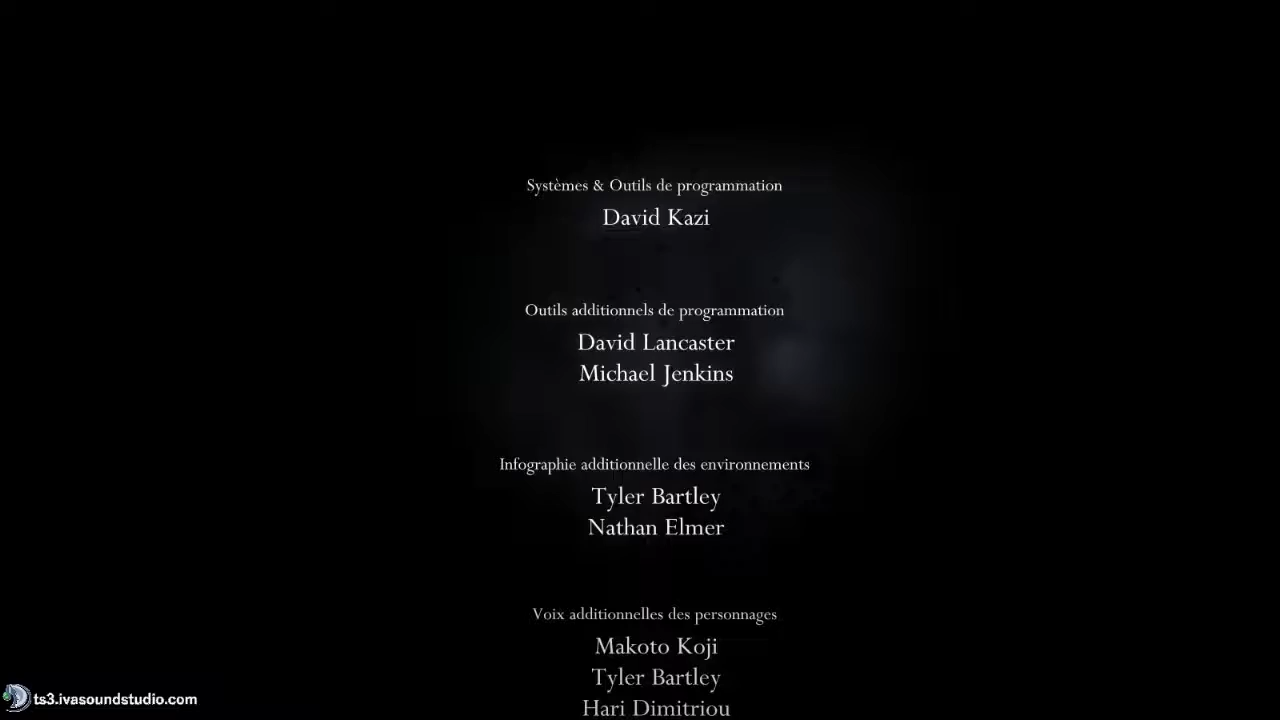 Systèmes & Outils de programmation
David Kazi
Outils additionnels de programmation
David Lancaster
Michael Jenkins
Infographie additionnelle des environnements
Tyler Bartley
Nathan Elmer
Voix additionnelles des personnages
Makoto Koji
Tyler Bartley
Hari Dimitriou
ts3.ivasoundstudio.com